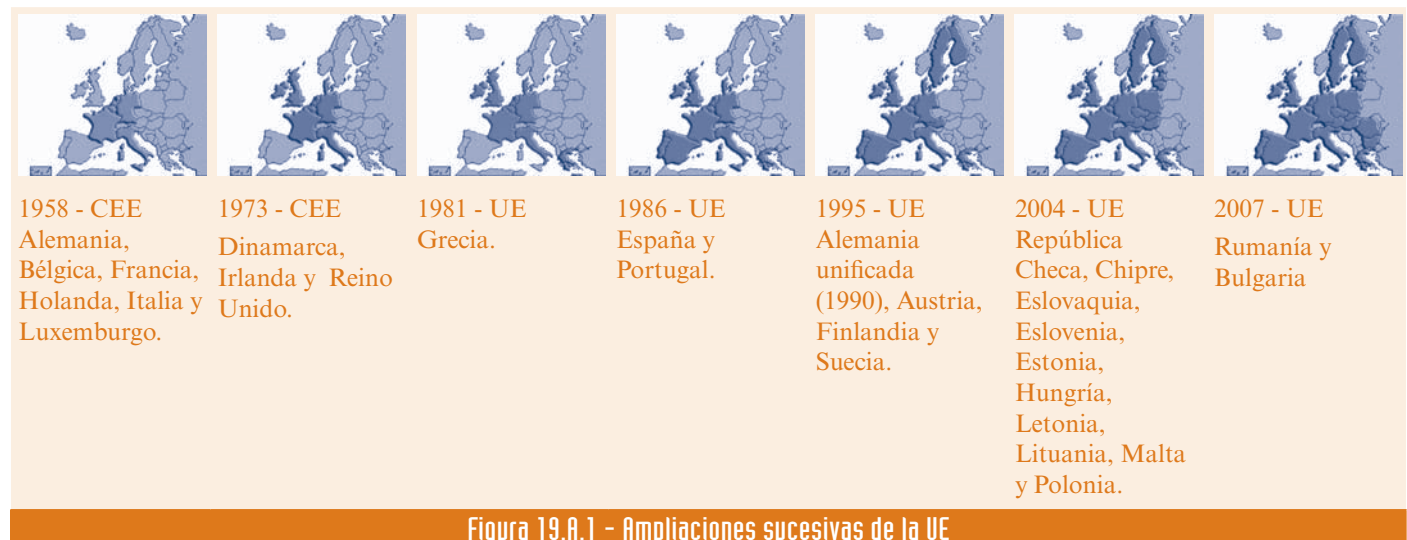 1958 - CEE
Alemania,
Bélgica, Francia,
Holanda, Italia y
Luxemburgo.
1973 - CEE
Dinamarca,
Irlanda y Reino
Unido.
1981 - UE
Grecia.
1986 - UE
España y
Portugal.
1995 - UE
Alemania
unificada
(1990), Austria,
Finlandia y
Suecia.
2004 - UE
República
Checa, Chipre,
Eslovaquia,
Eslovenia,
Estonia,
Hungría,
Letonia,
Lituania, Malta
y Polonia.
2007 - UE
Rumanía y
Bulgaria
Figura 19.A.1 - Ampliaciones sucesivas de la UE